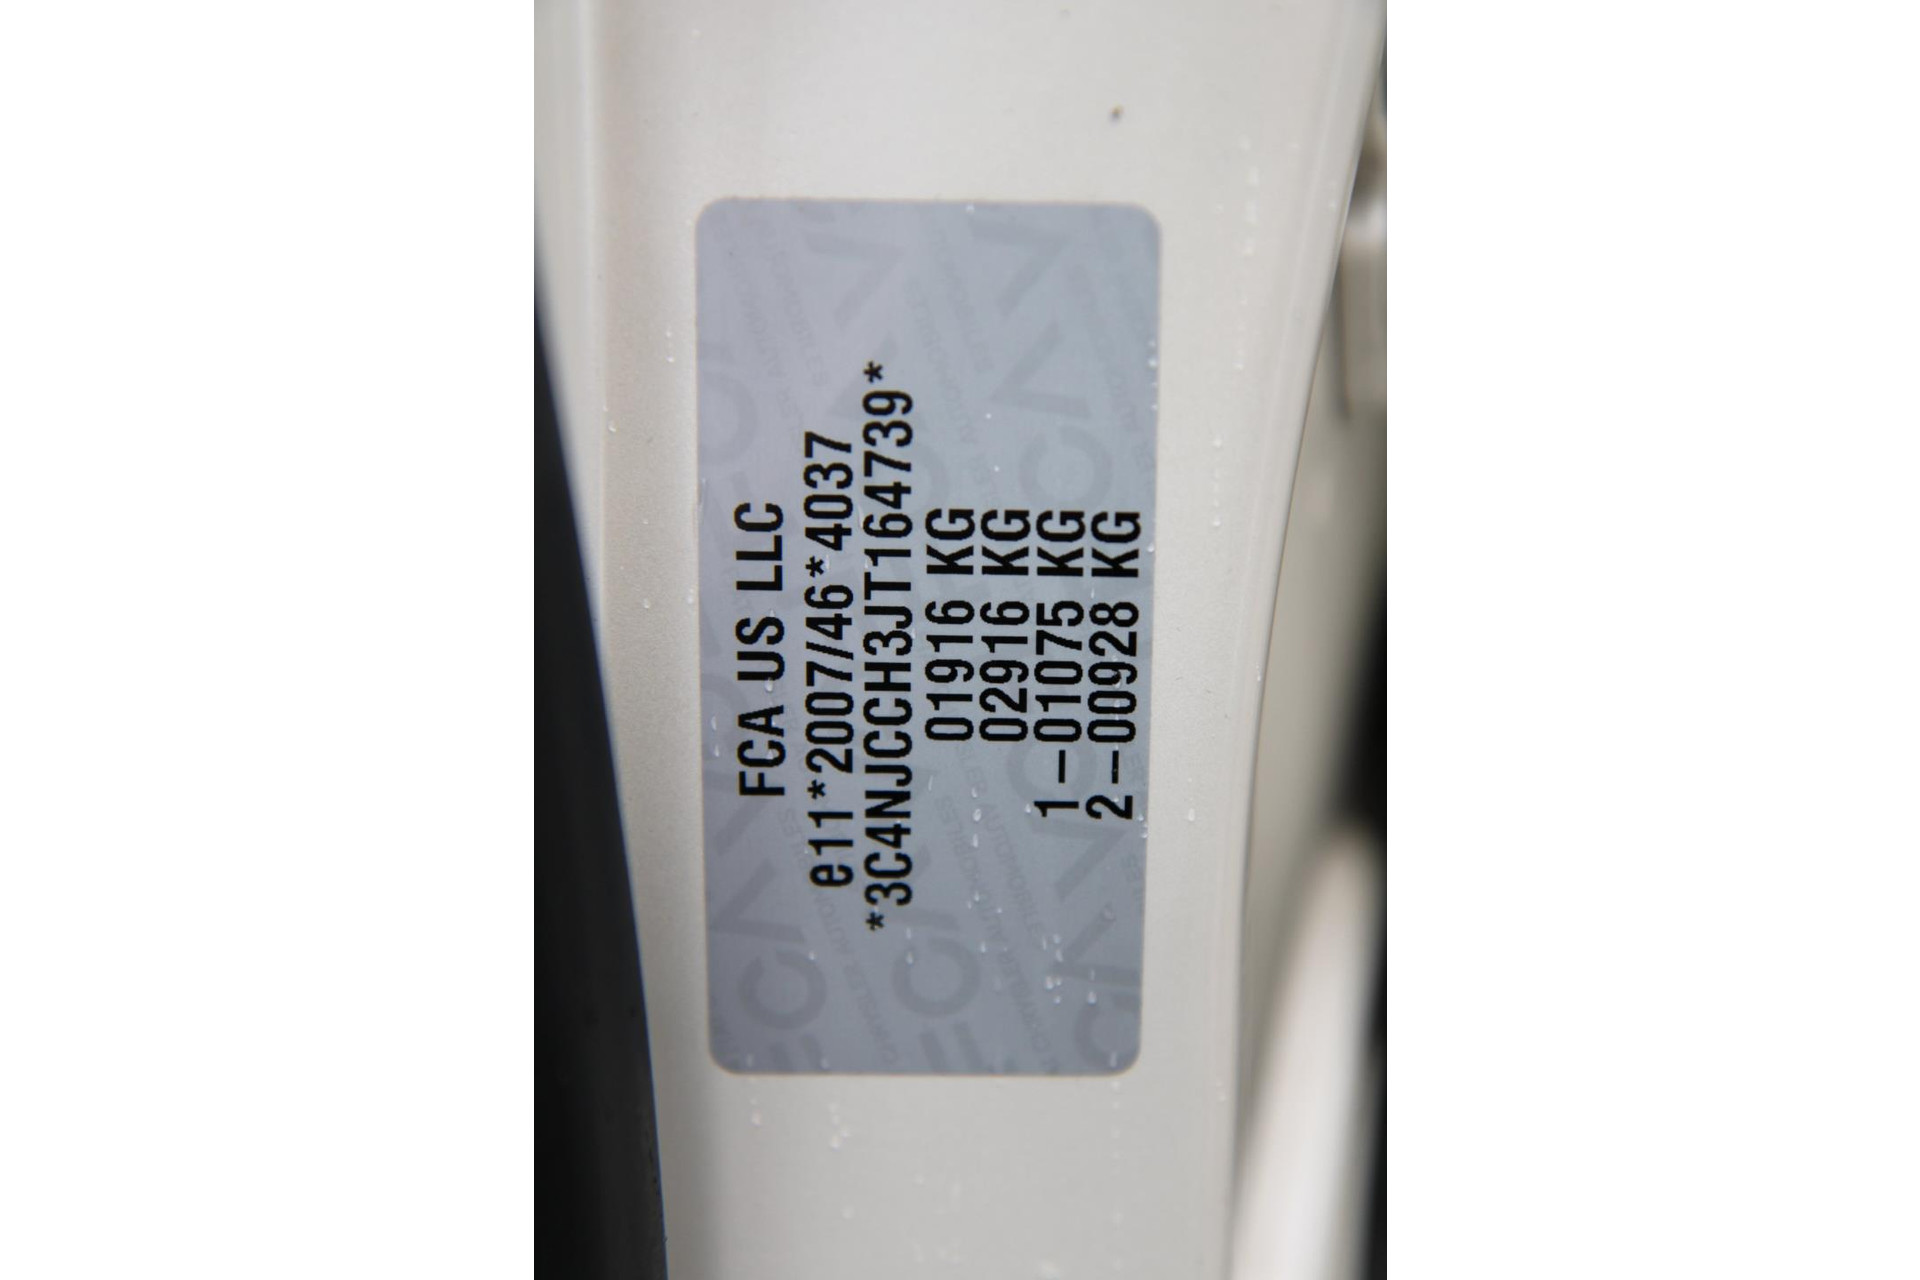 FCA US LLC
e11*2007/46*4037
*3C4NJCCH3JT164739*
01916 KG
02916 KG
1-01075 KG
2-00928 KG